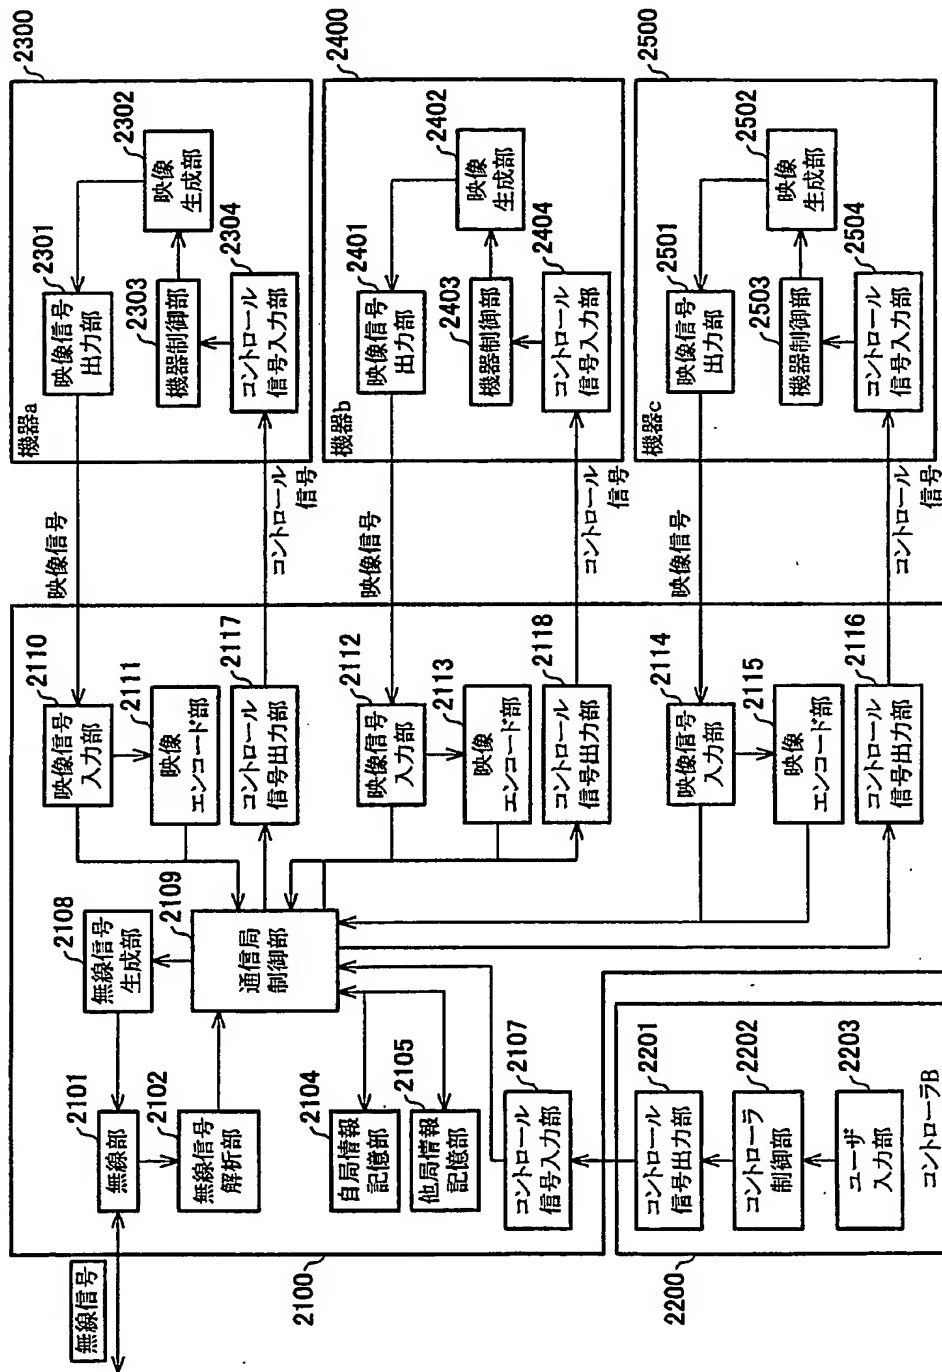 無線信号
2100
無線部
2101
無線信号
解析部
2102
無線信号
生成部
2108
通信局
制御部
2109
自局情報
記憶部
2104
他局情報
記憶部
2105
コントロール
信号入力部
2107
映像信号
入力部
2110
映像
エンコード部
2111
コントロール
信号出力部
2117
映像信号
入力部
2112
映像
エンコード部
2113
コントロール
信号出力部
2118
映像信号
入力部
2114
映像
エンコード部
2115
コントロール
信号出力部
2116
2200
コントロール
信号出力部
2201
コントローラ
制御部
2202
ユーザ
入力部
2203
コントローラB
映像信号
コントロール
信号
映像信号
コントロール
信号
映像信号
コントロール
信号
2300
機器a
映像信号
出力部
2301
映像
生成部
2302
機器制御部
2303
コントロール
信号入力部
2304
2400
機器b
映像信号
出力部
2401
映像
生成部
2402
機器制御部
2403
コントロール
信号入力部
2404
2500
機器c
映像信号
出力部
2501
映像
生成部
2502
機器制御部
2503
コントロール
信号入力部
2504